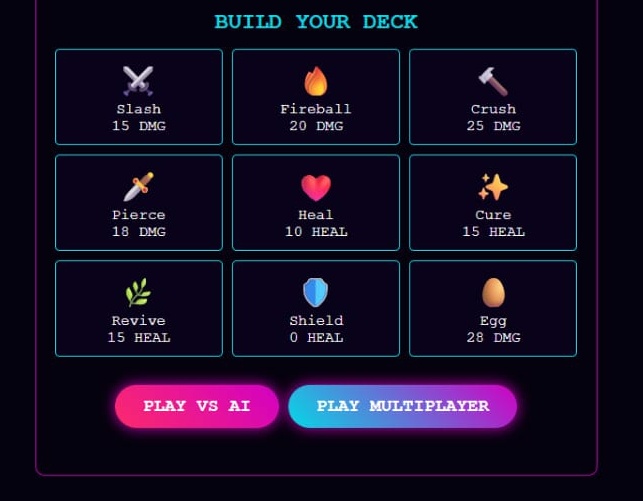 BUILD YOUR DECK
Slash
15 DMG
Fireball
20 DMG
Crush
25 DMG
Pierce
18 DMG
Heal
10 HEAL
Cure
15 HEAL
Revive
15 HEAL
Shield
0 HEAL
Egg
28 DMG
PLAY VS AI
PLAY MULTIPLAYER